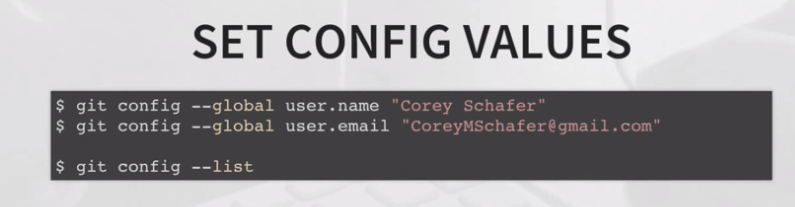 SET CONFIG VALUES
$ git config --global user.name "Corey Schafer"
$ git config --global user.email "CoreyMSchafer@gmail.com"
$ git config --list